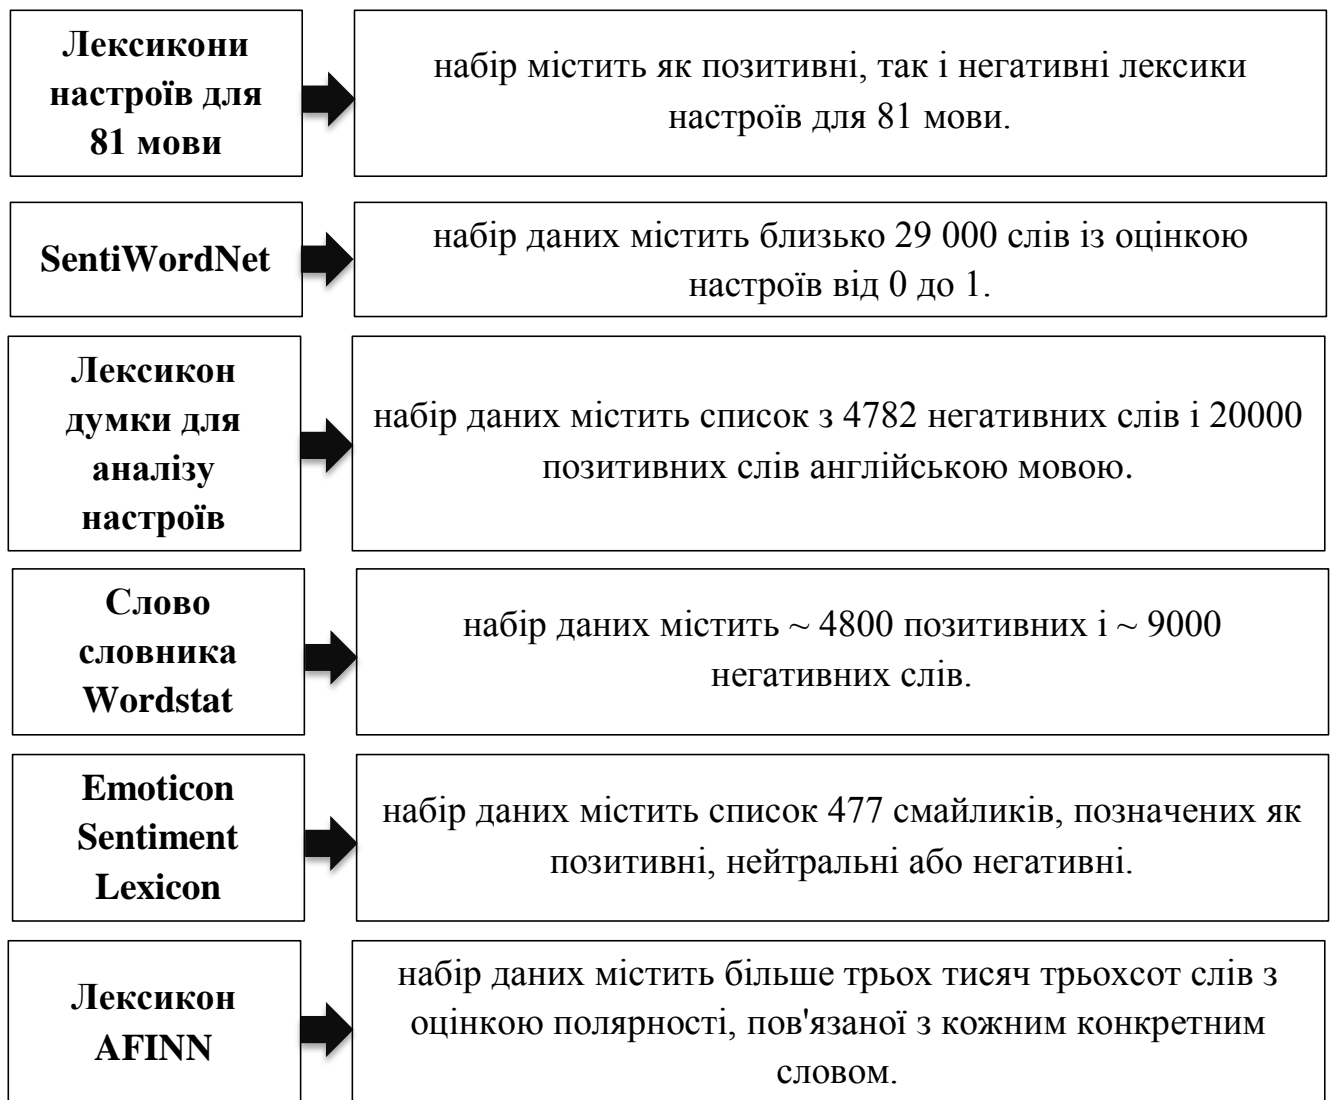 Лексикони
настроїв для
81 мови
набір містить як позитивні, так і негативні лексики
настроїв для 81 мови.
SentiWordNet
набір даних містить близько 29 000 слів із оцінкою
настроїв від 0 до 1.
Лексикон
думки для
аналізу
настроїв
набір даних містить список з 4782 негативних слів і 20000
позитивних слів англійською мовою.
Слово
словника
Wordstat
набір даних містить ~ 4800 позитивних і ~ 9000
негативних слів.
Emoticon
Sentiment
Lexicon
набір даних містить список 477 смайликів, позначених як
позитивні, нейтральні або негативні.
Лексикон
AFINN
набір даних містить більше трьох тисяч трьохсот слів з
оцінкою полярності, пов'язаної з кожним конкретним
словом.